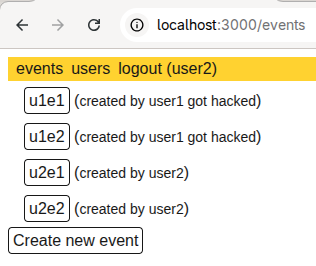 localhost:3000/events
events users logout (user2)
u1e1 (created by user1 got hacked)
u1e2 (created by user1 got hacked)
u2e1 (created by user2)
u2e2 (created by user2)
Create new event